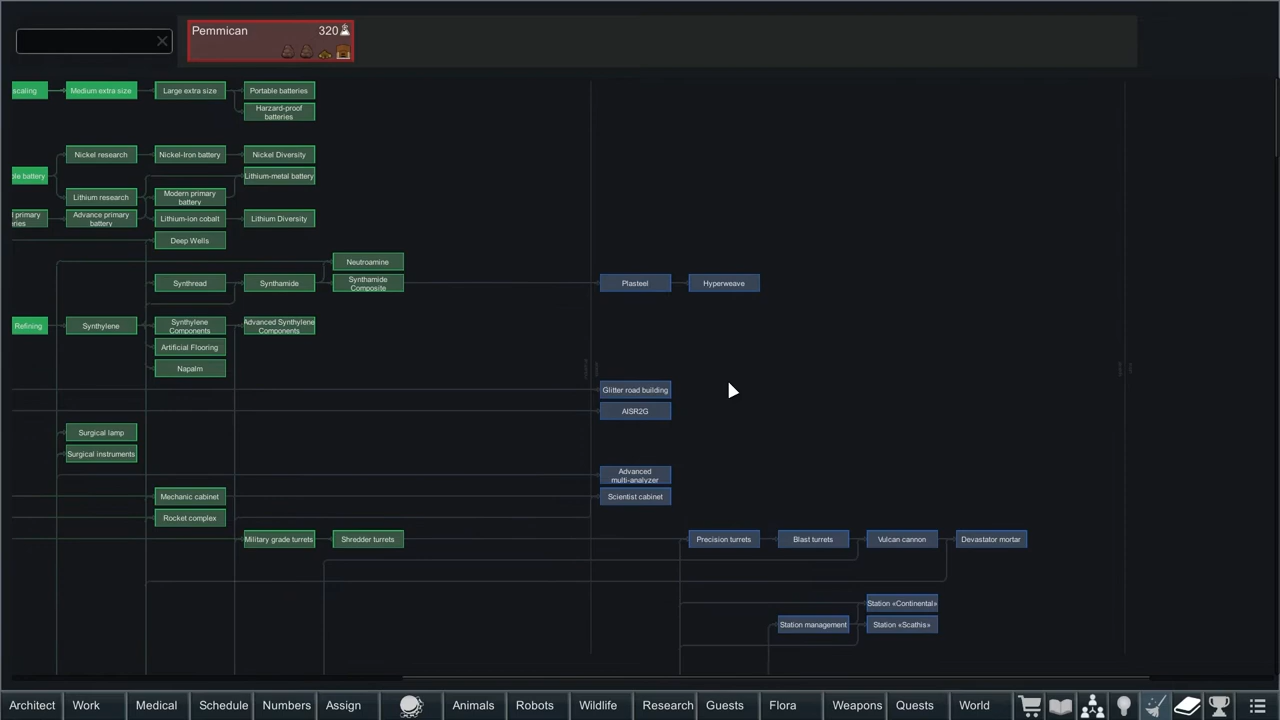 Pemmican 320
scaling Medium extra size Large extra size Portable batteries
Harzard-proof
batteries
Nickel research Nickel-Iron battery Nickel Diversity
ple battery Lithium-metal battery
Lithium research Modern primary
battery
primary
eries Advance primary
battery Lithium-ion cobalt Lithium Diversity
Deep Wells
Neutroamine
Synthread Synthamide Synthamide
Composite Plasteel Hyperweave
Refining Synthylene Synthylene
Components Advanced Synthylene
Components
Artificial Flooring
Napalm
Glitter road building
AISR2G
Surgical lamp
Surgical instruments
Advanced
multi-analyzer
Mechanic cabinet Scientist cabinet
Rocket complex
Military grade turrets Shredder turrets Precision turrets Blast turrets Vulcan cannon Devastator mortar
Station «Continental»
Station management Station «Scathis»
Architect Work Medical Schedule Numbers Assign Animals Robots Wildlife Research Guests Flora Weapons Quests World